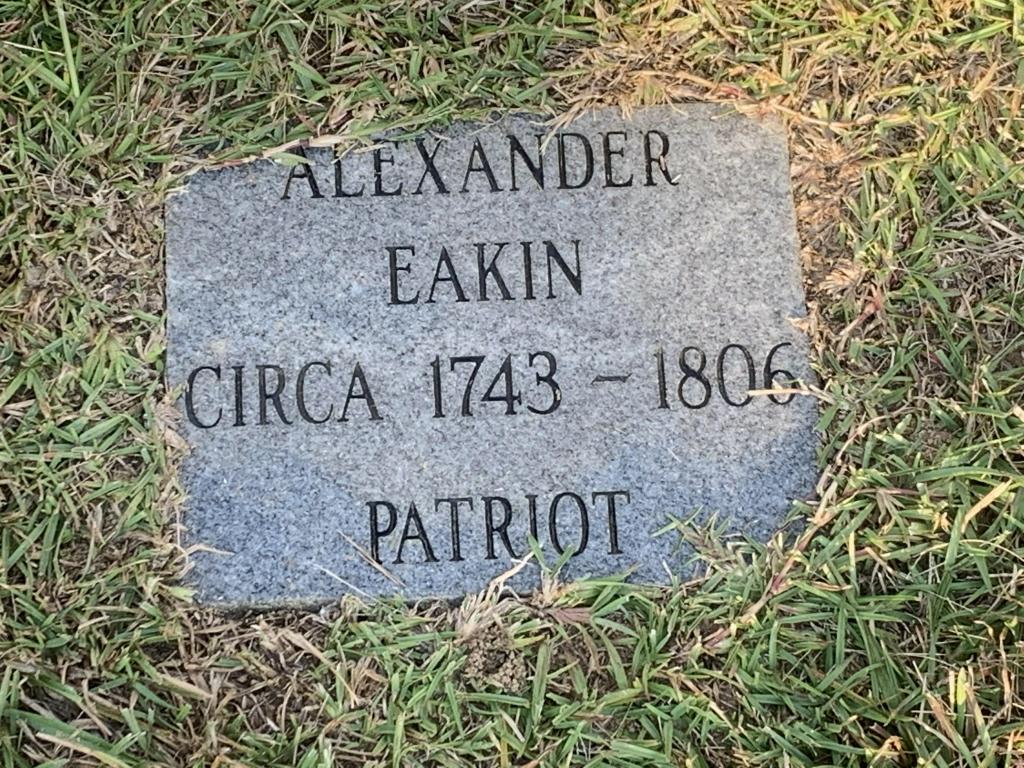 ALEXANDER
EAKIN
CIRCA 1743 – 1806
PATRIOT